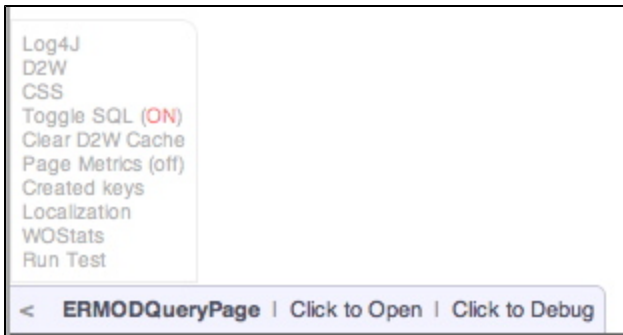 Log4J
D2W
CSS
Toggle SQL (ON)
Clear D2W Cache
Page Metrics (off)
Created keys
Localization
WOStats
Run Test
< ERMODQueryPage | Click to Open | Click to Debug